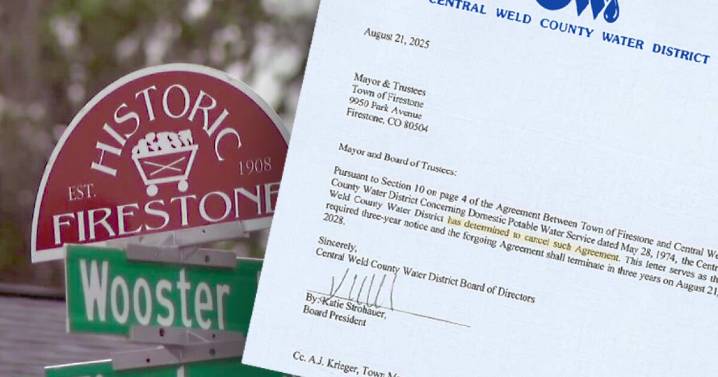 HISTORIC
EST.
1908
FIRESTONE
Wooster
CENTRAL WELD COUNTY WATER DISTRICT
August 21, 2025
Mayor & Trustees
Town of Firestone
9950 Park Avenue
Firestone, CO 80504
Mayor and Board of Trustees:
Pursuant to Section 10 on page 4 of the Agreement Between Town of Firestone and Central We
County Water District Concerning Domestic Potable Water Service dated May 28, 1974, the Cent
Weld County Water District has determined to cancel such Agreement. This letter serves as th
required three-year notice and the forgoing Agreement shall terminate in three years on August 21,
2028.
Sincerely,
Central Weld County Water District Board of Directors
By: Katie Strohauer,
Board President
Cc. A.J. Krieger, Town M